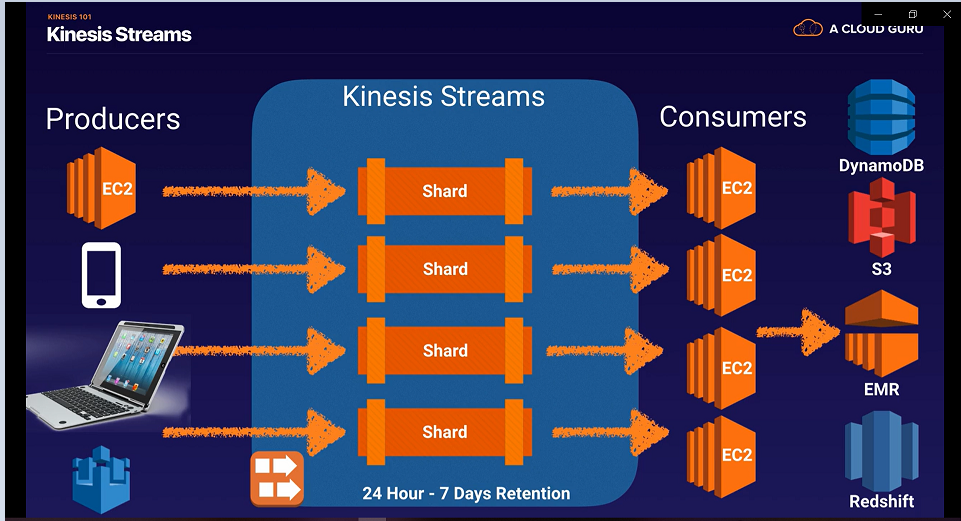 KINESIS 101
Kinesis Streams
A CLOUD GURU
Kinesis Streams
Producers
Consumers
EC2
Shard
EC2
DynamoDB
Shard
EC2
S3
Shard
EC2
EMR
Shard
EC2
24 Hour - 7 Days Retention
Redshift